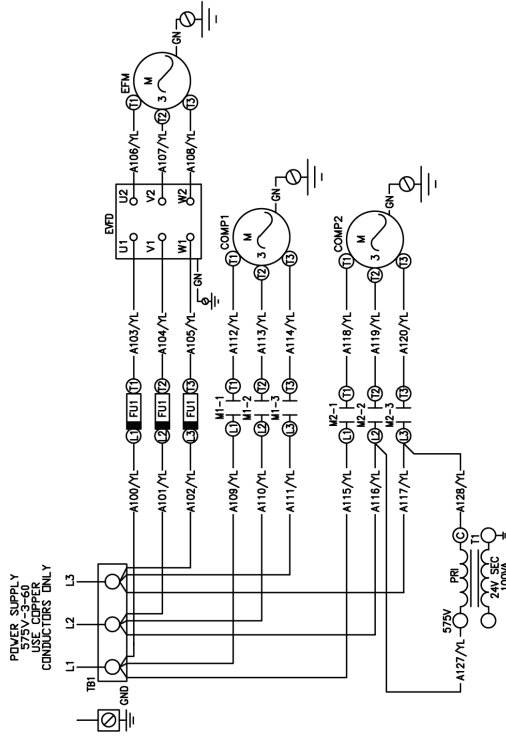 POWER SUPPLY
575V-3-60
USE COPPER
CONDUCTORS ONLY
L1
L2
L3
TB1
GND
A100/YL
A101/YL
A102/YL
L1
FU1
T1
L2
FU1
T2
L3
FU1
T3
A103/YL
A104/YL
A105/YL
EVFD
U1
U2
V1
V2
W1
W2
GN
A106/YL
A107/YL
A108/YL
EFM
T1
T2
T3
M
3
GN
A109/YL
A110/YL
A111/YL
M1-1
L1
T1
M1-2
L2
T2
M1-3
L3
T3
A112/YL
A113/YL
A114/YL
COMP1
T1
T2
T3
M
3
GN
A115/YL
A116/YL
A117/YL
M2-1
L1
T1
M2-2
L2
T2
M2-3
L3
T3
A118/YL
A119/YL
A120/YL
COMP2
T1
T2
T3
M
3
GN
A127/YL
A128/YL
575V
PRI
C
T1
24V SEC
100VA